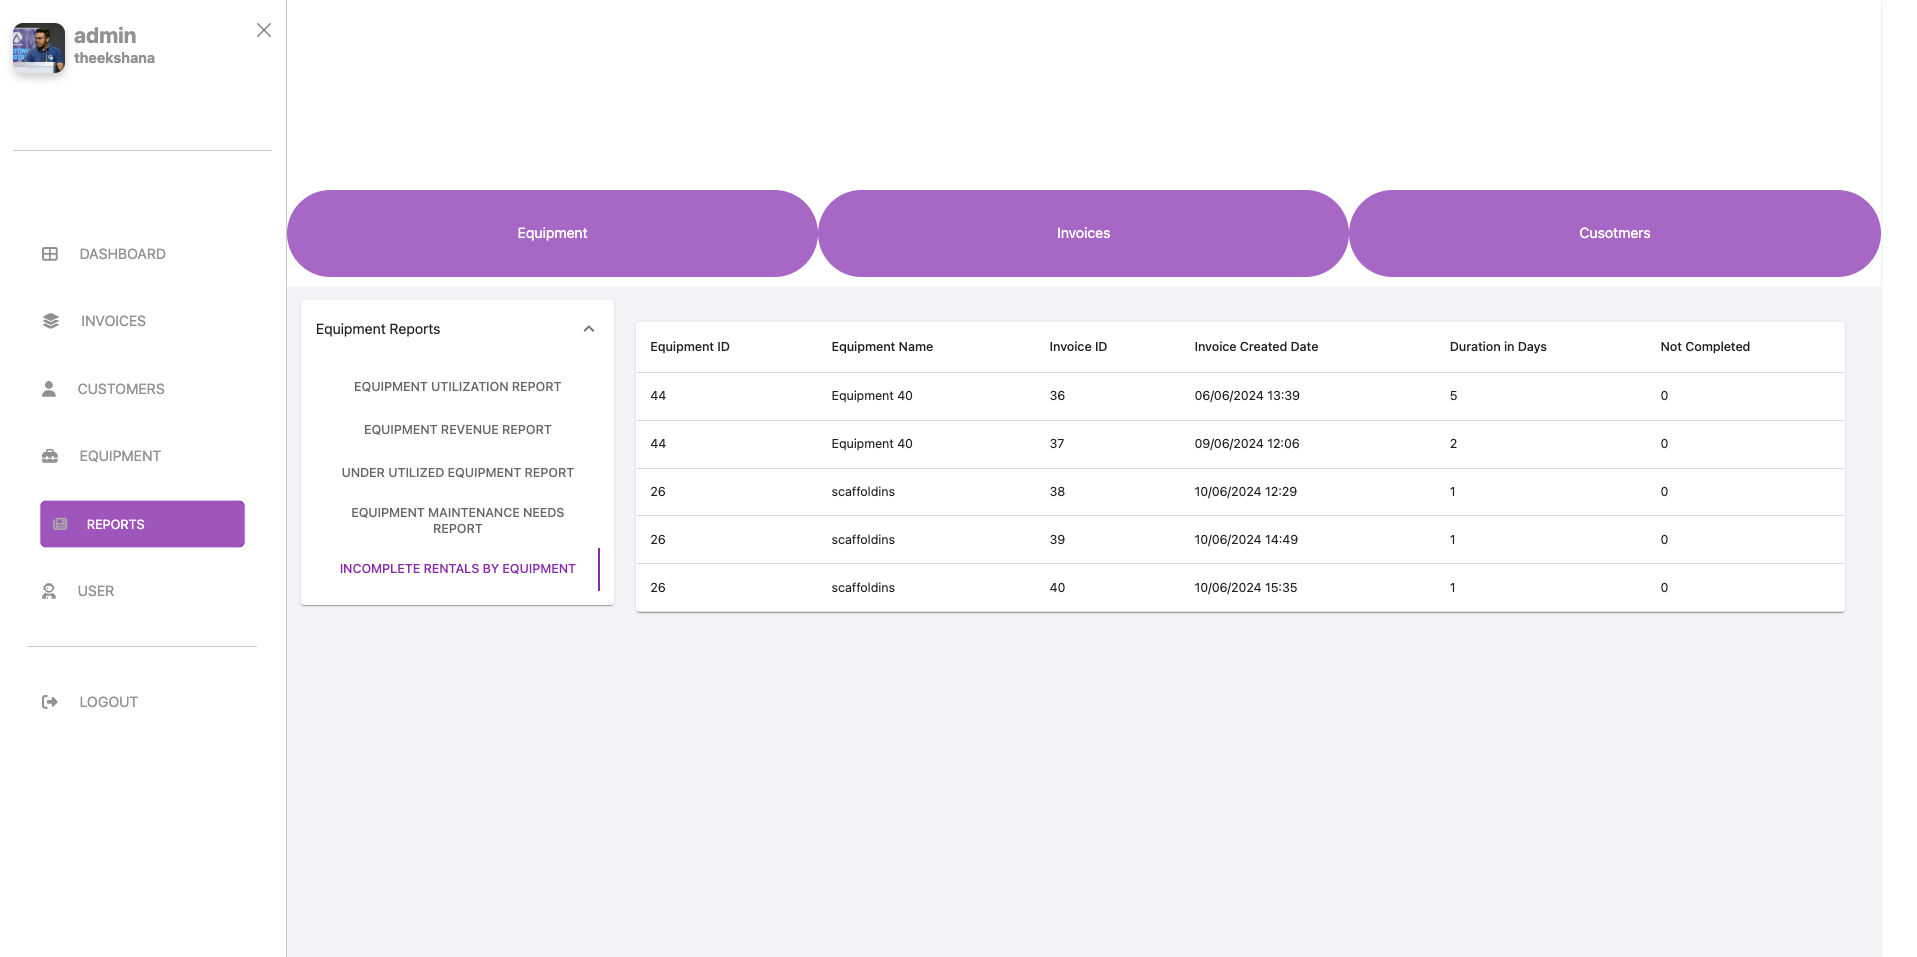 admin
theekshana
DASHBOARD
INVOICES
CUSTOMERS
EQUIPMENT
REPORTS
USER
LOGOUT
Equipment Invoices Cusotmers
Equipment Reports
EQUIPMENT UTILIZATION REPORT
EQUIPMENT REVENUE REPORT
UNDER UTILIZED EQUIPMENT REPORT
EQUIPMENT MAINTENANCE NEEDS
REPORT
INCOMPLETE RENTALS BY EQUIPMENT
Equipment ID Equipment Name Invoice ID Invoice Created Date Duration in Days Not Completed
44 Equipment 40 36 06/06/2024 13:39 5 0
44 Equipment 40 37 09/06/2024 12:06 2 0
26 scaffoldins 38 10/06/2024 12:29 1 0
26 scaffoldins 39 10/06/2024 14:49 1 0
26 scaffoldins 40 10/06/2024 15:35 1 0